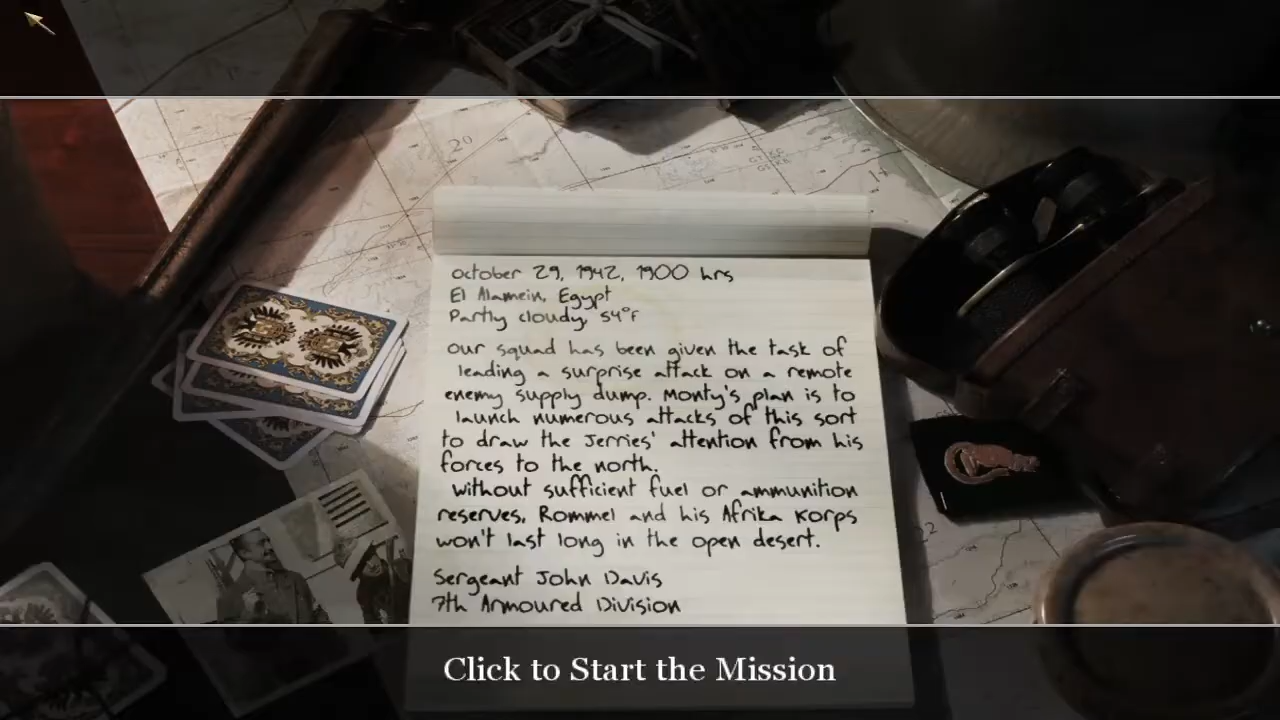 October 29, 1942, 1900 hrs
El Alamein, Egypt
Partly cloudy, 54°F
Our squad has been given the task of
leading a surprise attack on a remote
enemy supply dump. Monty's plan is to
launch numerous attacks of this sort
to draw the Jerries' attention from his
forces to the north.
Without sufficient fuel or ammunition
reserves, Rommel and his Afrika Korps
won't last long in the open desert.
Sergeant John Davis
7th Armoured Division
Click to Start the Mission